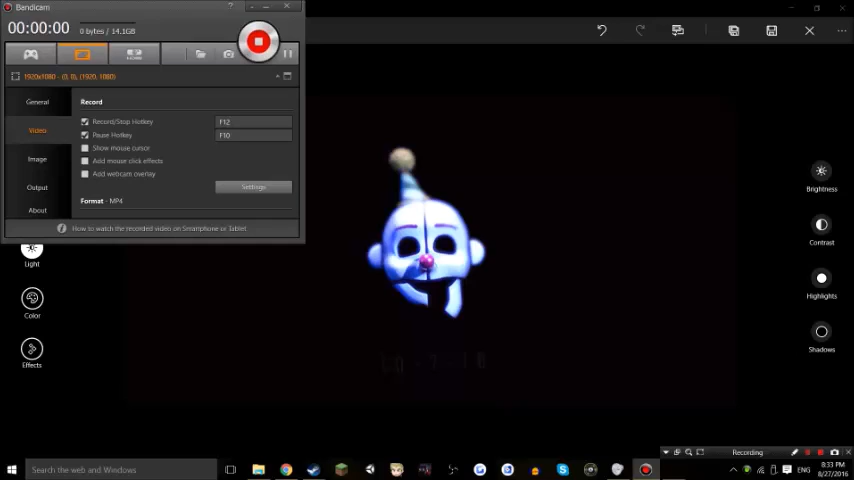 Bandicam
00:00:00
0 bytes / 14.1GB
1920x1080 - (0, 0), (1920, 1080)
General
Video
Image
Output
About
Record
Record/Stop Hotkey F12
Pause Hotkey F10
Show mouse cursor
Add mouse click effects
Add webcam overlay
Settings
Format - MP4
How to watch the recorded video on Smartphone or Tablet
Light
Color
Effects
Brightness
Contrast
Highlights
Shadows
Recording
Search the web and Windows
ENG
8:33 PM
8/27/2016